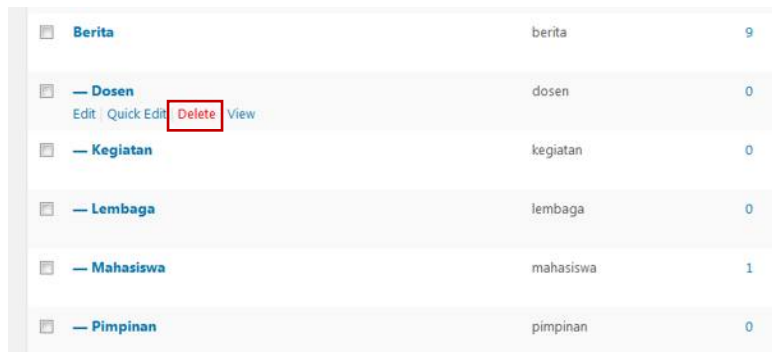 Berita berita 9
— Dosen dosen 0
Edit | Quick Edit | Delete | View
— Kegiatan kegiatan 0
— Lembaga lembaga 0
— Mahasiswa mahasiswa 1
— Pimpinan pimpinan 0